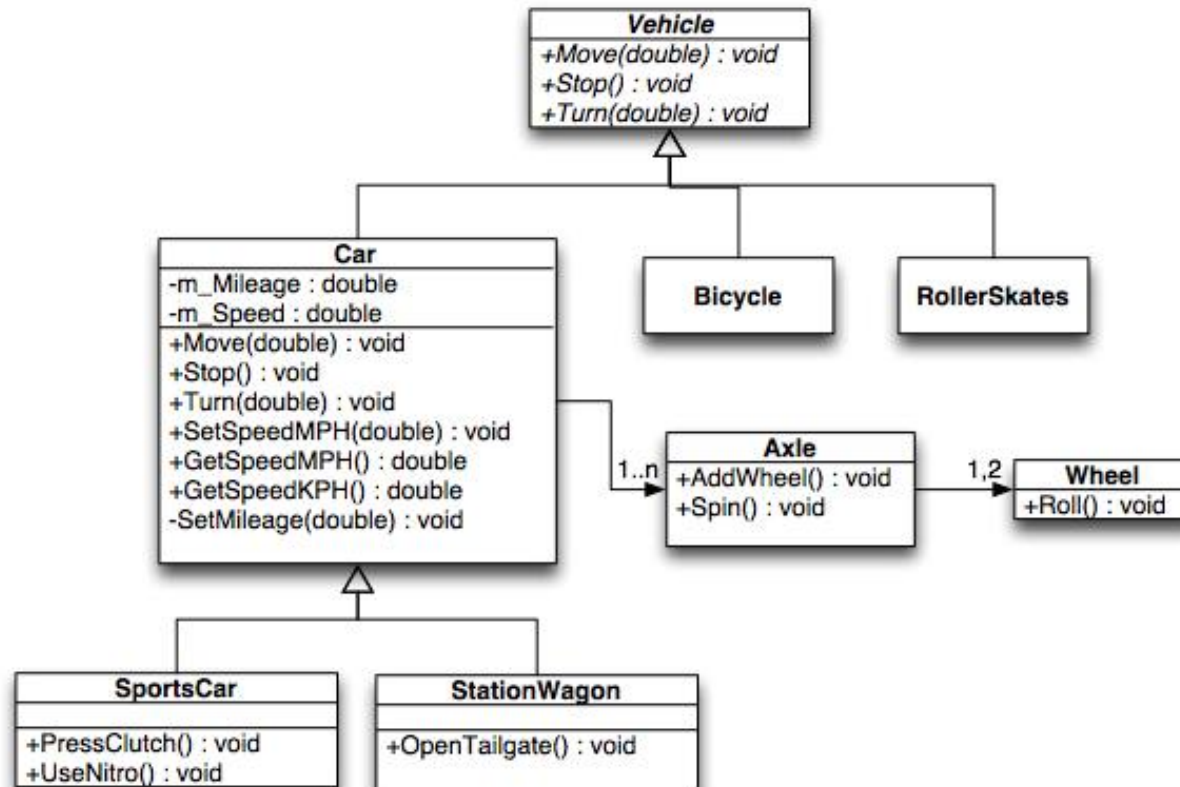 Vehicle
+Move(double) : void
+Stop() : void
+Turn(double) : void
Car
-m_Mileage : double
-m_Speed : double
+Move(double) : void
+Stop() : void
+Turn(double) : void
+SetSpeedMPH(double) : void
+GetSpeedMPH() : double
+GetSpeedKPH() : double
-SetMileage(double) : void
Bicycle
RollerSkates
1..n
Axle
+AddWheel() : void
+Spin() : void
1,2
Wheel
+Roll() : void
SportsCar
+PressClutch() : void
+UseNitro() : void
StationWagon
+OpenTailgate() : void